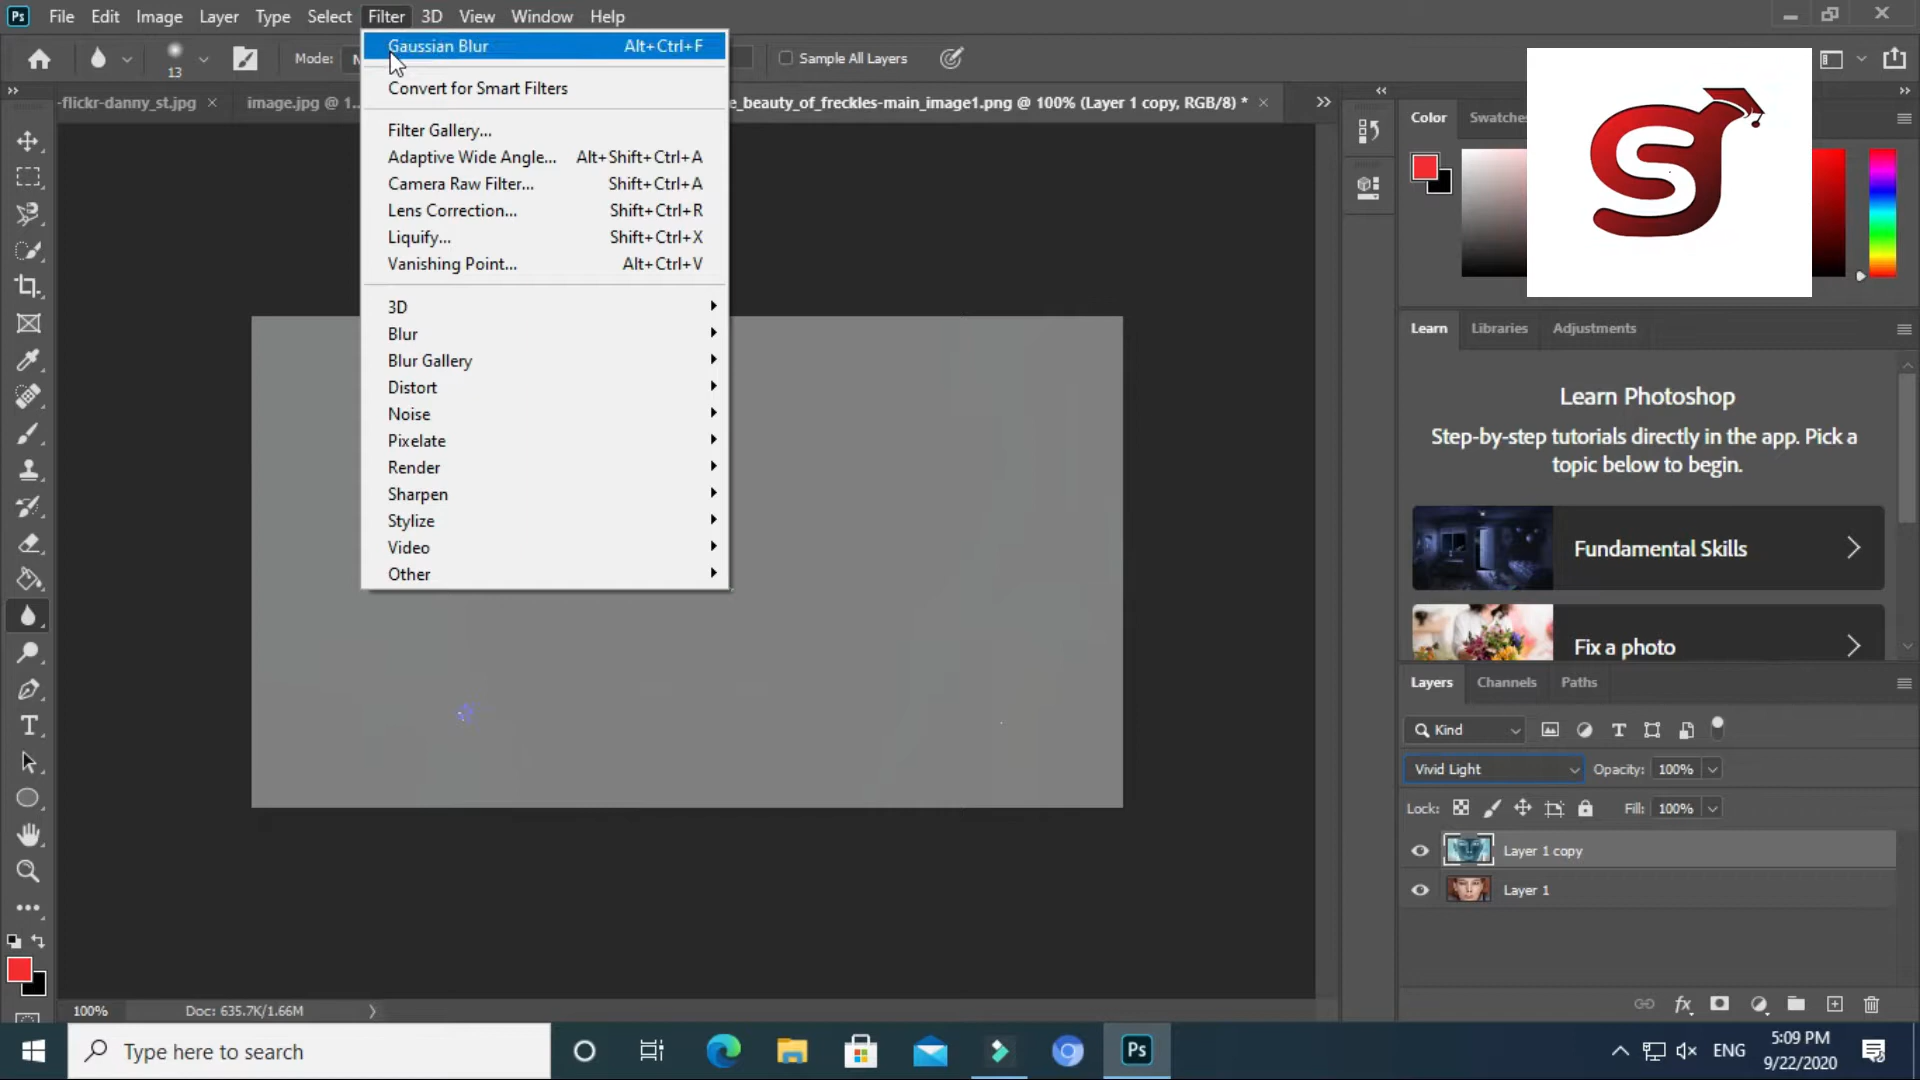 Ps File Edit Image Layer Type Select Filter 3D View Window Help
13 Mode: Sample All Layers
-flickr-danny_st.jpg × image.jpg @ 1... e_beauty_of_freckles-main_image1.png @ 100% (Layer 1 copy, RGB/8) * ×
Gaussian Blur Alt+Ctrl+F
Convert for Smart Filters
Filter Gallery...
Adaptive Wide Angle... Alt+Shift+Ctrl+A
Camera Raw Filter... Shift+Ctrl+A
Lens Correction... Shift+Ctrl+R
Liquify... Shift+Ctrl+X
Vanishing Point... Alt+Ctrl+V
3D
Blur
Blur Gallery
Distort
Noise
Pixelate
Render
Sharpen
Stylize
Video
Other
Color Swatches
Learn Libraries Adjustments
Learn Photoshop
Step-by-step tutorials directly in the app. Pick a
topic below to begin.
Fundamental Skills
Fix a photo
Layers Channels Paths
Kind
Vivid Light Opacity: 100%
Lock: Fill: 100%
Layer 1 copy
Layer 1
100% Doc: 635.7K/1.66M
Type here to search
Ps
ENG
5:09 PM
9/22/2020